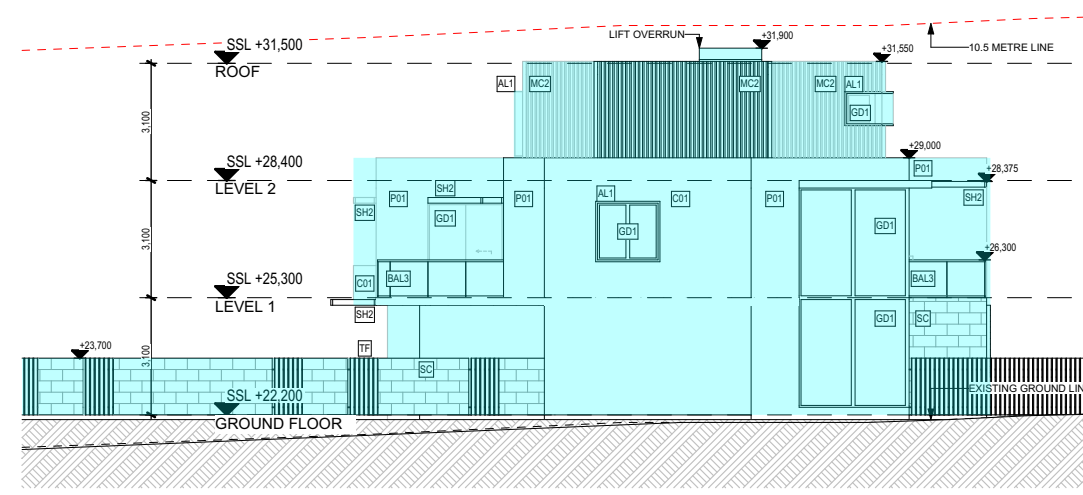 LIFT OVERRUN
+31,900
SSL +31,500
ROOF
+31,550
10.5 METRE LINE
AL1
MC2
MC2
MC2
AL1
GD1
3,100
+29,000
SSL +28,400
LEVEL 2
P01
+28,375
SH2
P01
SH2
P01
AL1
C01
P01
SH2
SH2
GD1
GD1
GD1
3,100
+26,300
SSL +25,300
C01
BAL3
BAL3
LEVEL 1
SH2
GD1
SC
+23,700
TF
3,100
SC
SSL +22,200
EXISTING GROUND LIN
GROUND FLOOR